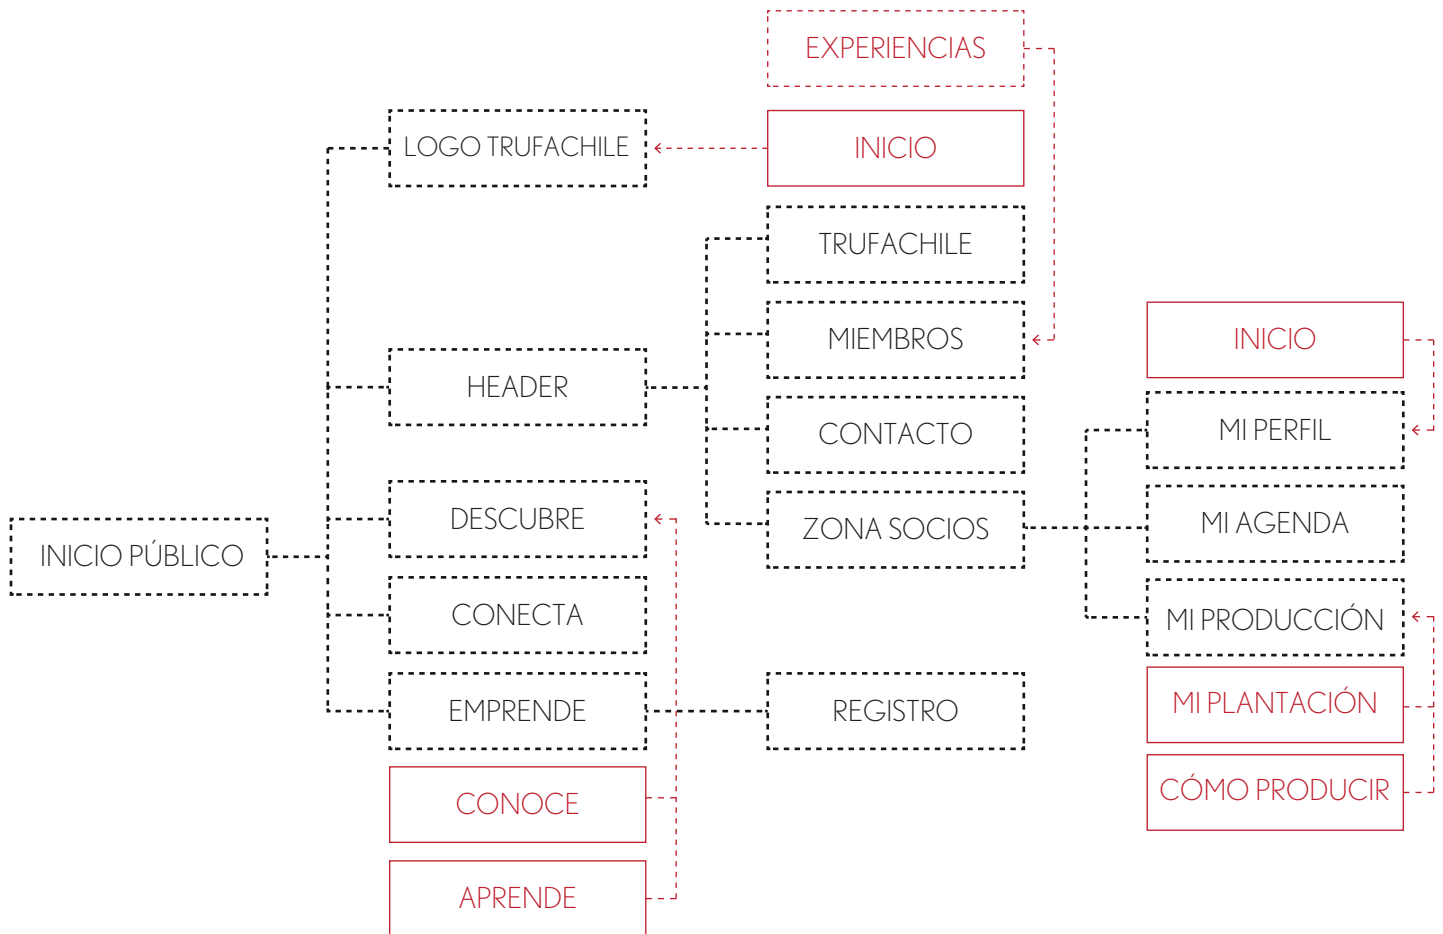 EXPERIENCIAS
LOGO TRUFACHILE
INICIO
TRUFACHILE
MIEMBROS
INICIO
HEADER
CONTACTO
MI PERFIL
DESCUBRE
ZONA SOCIOS
MI AGENDA
INICIO PÚBLICO
CONECTA
MI PRODUCCIÓN
EMPRENDE
REGISTRO
MI PLANTACIÓN
CONOCE
CÓMO PRODUCIR
APRENDE